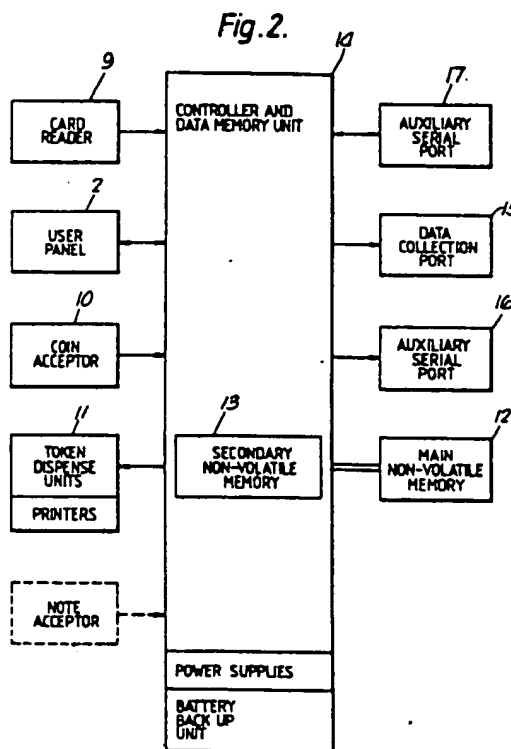 Fig.2.
14
9
CARD
READER
CONTROLLER AND
DATA MEMORY UNIT
17
AUXILIARY
SERIAL
PORT
2
USER
PANEL
15
DATA
COLLECTION
PORT
10
COIN
ACCEPTOR
16
AUXILIARY
SERIAL
PORT
11
TOKEN
DISPENSE
UNITS
PRINTERS
13
SECONDARY
NON-VOLATILE
MEMORY
12
MAIN
NON-VOLATILE
MEMORY
NOTE
ACCEPTOR
POWER SUPPLIES
BATTERY
BACK UP
UNIT